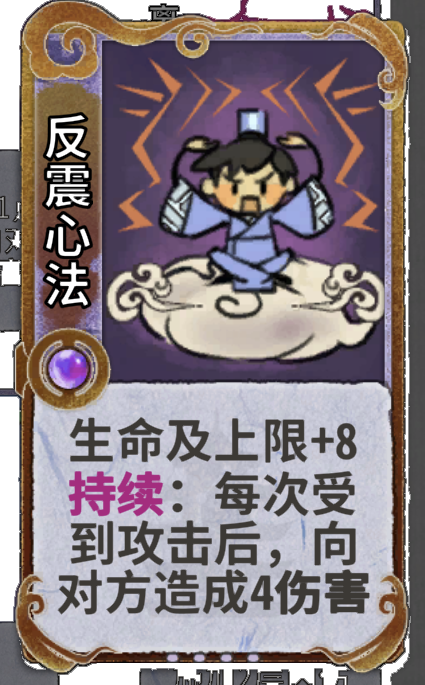 反震心法
生命及上限+8
持续：每次受
到攻击后，向
对方造成4伤害